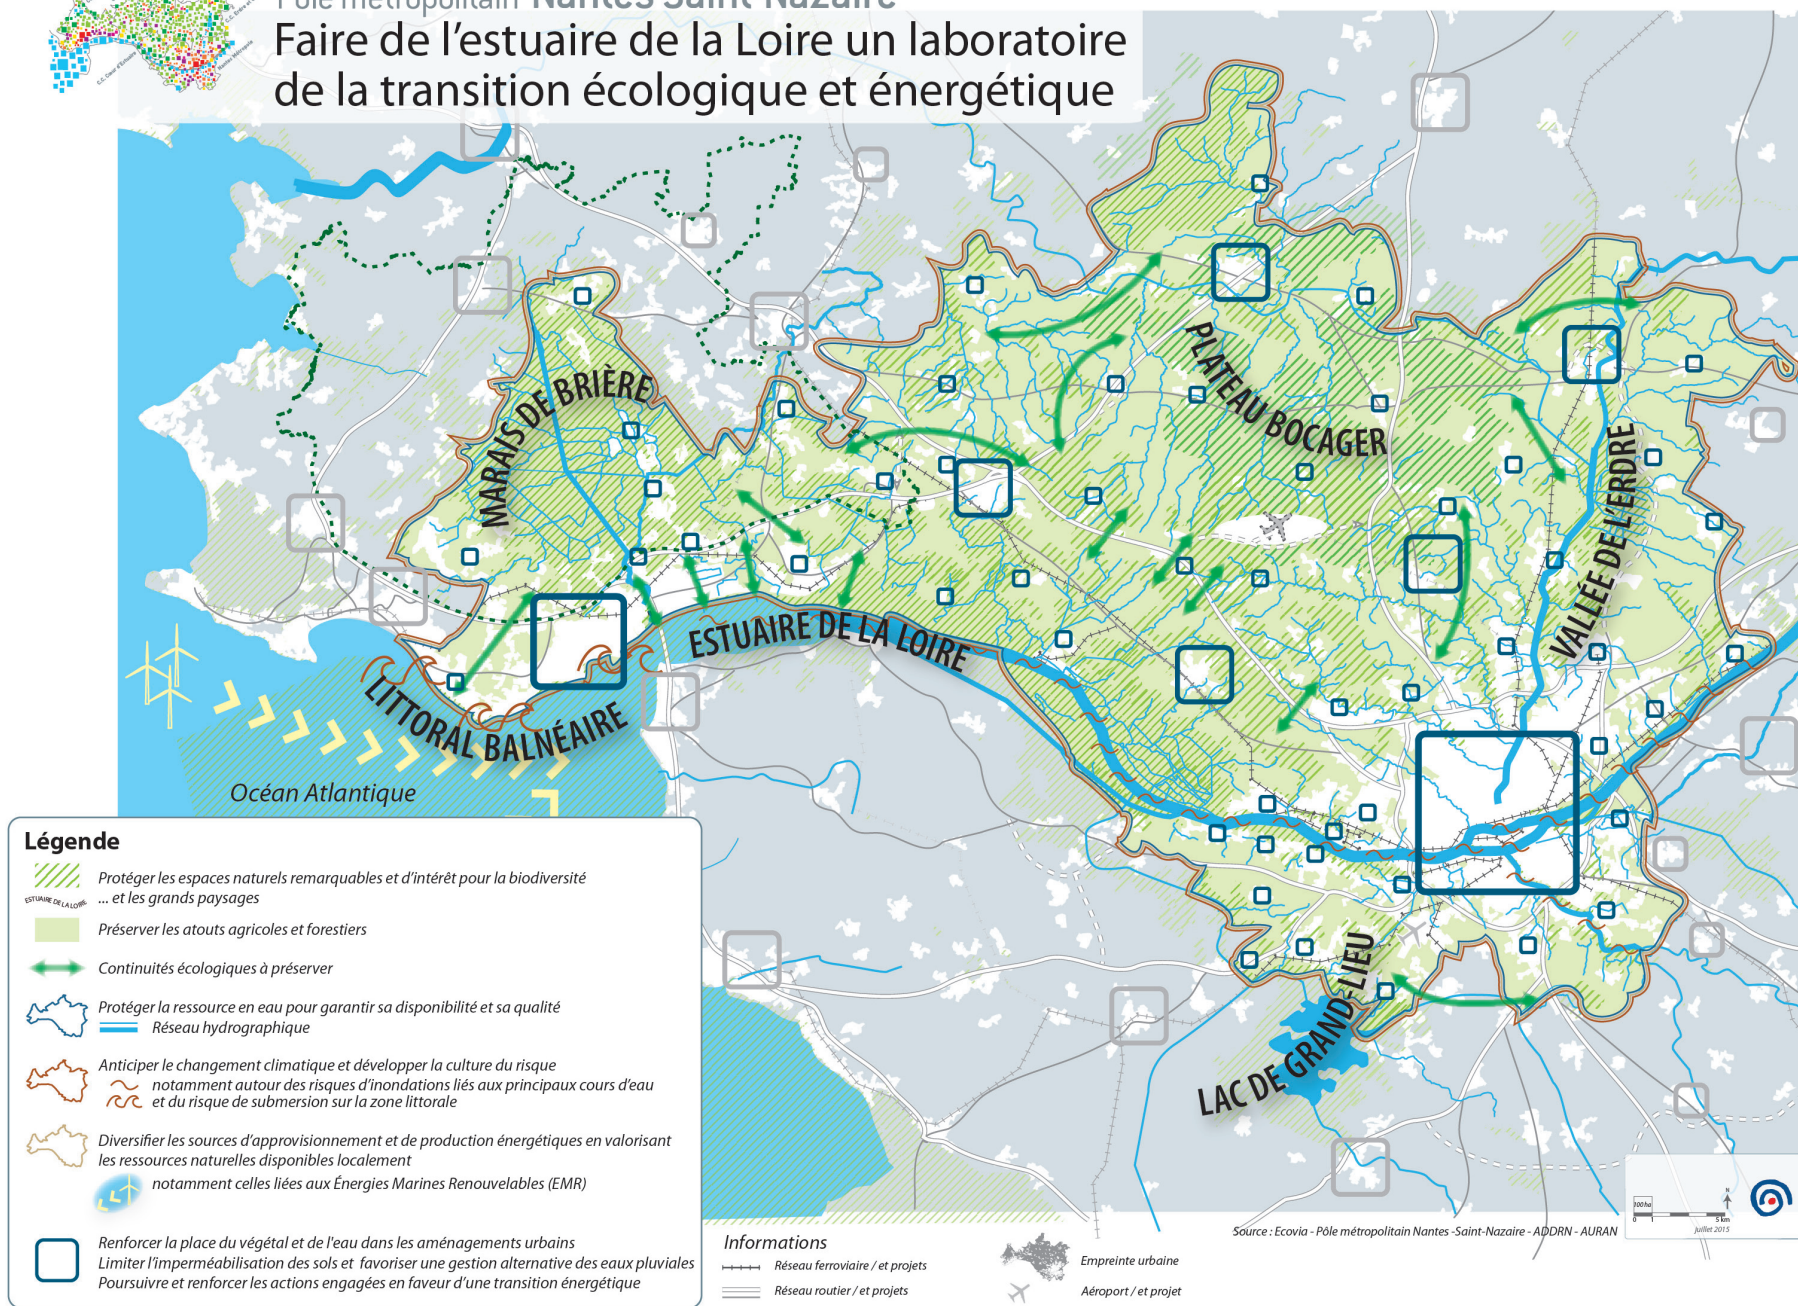 Pôle métropolitain Nantes Saint-Nazaire
Faire de l'estuaire de la Loire un laboratoire
de la transition écologique et énergétique
C.C. Cœur d'Estuaire
Nantes Métropole
PLATEAU BOCAGER
MARAIS DE BRIÈRE
VALLÉE DE L'ERDRE
ESTUAIRE DE LA LOIRE
LITTORAL BALNÉAIRE
Océan Atlantique
LAC DE GRAND-LIEU
Légende
Protéger les espaces naturels remarquables et d'intérêt pour la biodiversité
ESTUAIRE DE LA LOIRE
... et les grands paysages
Préserver les atouts agricoles et forestiers
Continuités écologiques à préserver
Protéger la ressource en eau pour garantir sa disponibilité et sa qualité
Réseau hydrographique
Anticiper le changement climatique et développer la culture du risque
notamment autour des risques d'inondations liés aux principaux cours d'eau
et du risque de submersion sur la zone littorale
Diversifier les sources d'approvisionnement et de production énergétiques en valorisant
les ressources naturelles disponibles localement
notamment celles liées aux Énergies Marines Renouvelables (EMR)
Renforcer la place du végétal et de l'eau dans les aménagements urbains
Limiter l'imperméabilisation des sols et favoriser une gestion alternative des eaux pluviales
Poursuivre et renforcer les actions engagées en faveur d'une transition énergétique
Informations
Réseau ferroviaire / et projets
Réseau routier / et projets
Empreinte urbaine
Aéroport / et projet
Source : Ecovia - Pôle métropolitain Nantes -Saint-Nazaire - ADDRN - AURAN
100 ha
N
0 1 5 km
juillet 2015